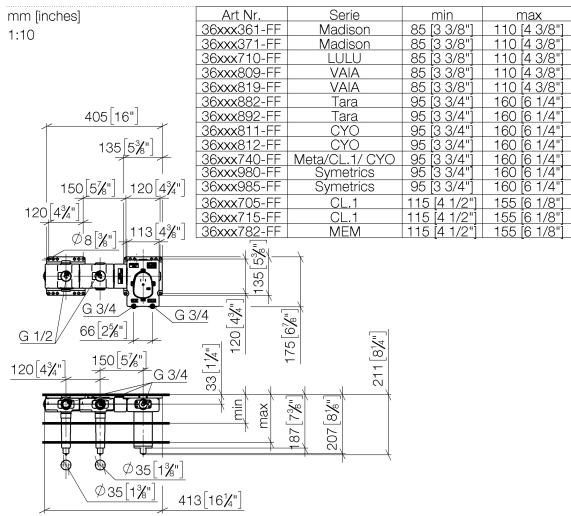 mm [inches]
1:10
Art Nr. Serie min max
36xxx361-FF Madison 85 [3 3/8"] 110 [4 3/8"]
36xxx371-FF Madison 85 [3 3/8"] 110 [4 3/8"]
36xxx710-FF LULU 85 [3 3/8"] 110 [4 3/8"]
36xxx809-FF VAIA 85 [3 3/8"] 110 [4 3/8"]
36xxx819-FF VAIA 85 [3 3/8"] 110 [4 3/8"]
36xxx882-FF Tara 95 [3 3/4"] 160 [6 1/4"]
36xxx892-FF Tara 95 [3 3/4"] 160 [6 1/4"]
36xxx811-FF CYO 95 [3 3/4"] 160 [6 1/4"]
36xxx812-FF CYO 95 [3 3/4"] 160 [6 1/4"]
36xxx740-FF Meta/CL.1/ CYO 95 [3 3/4"] 160 [6 1/4"]
36xxx980-FF Symetrics 95 [3 3/4"] 160 [6 1/4"]
36xxx985-FF Symetrics 95 [3 3/4"] 160 [6 1/4"]
36xxx705-FF CL.1 115 [4 1/2"] 155 [6 1/8"]
36xxx715-FF CL.1 115 [4 1/2"] 155 [6 1/8"]
36xxx782-FF MEM 115 [4 1/2"] 155 [6 1/8"]
405 [16"]
135 [5⅜"]
150 [5⅞"] 120 [4¾"]
120 [4¾"]
Ø8 [⅜"] 113 [4⅜"]
135 [5⅜"]
G 3/4 G 3/4
G 1/2 66 [2⅝"]
120 [4¾"]
175 [6⅞"]
120 [4¾"] 150 [5⅞"] G 3/4
33 [1¼"]
211 [8¼"]
min
max
187 [7⅜"]
207 [8⅛"]
Ø35 [1⅜"]
Ø35 [1⅜"]
413 [16¼"]